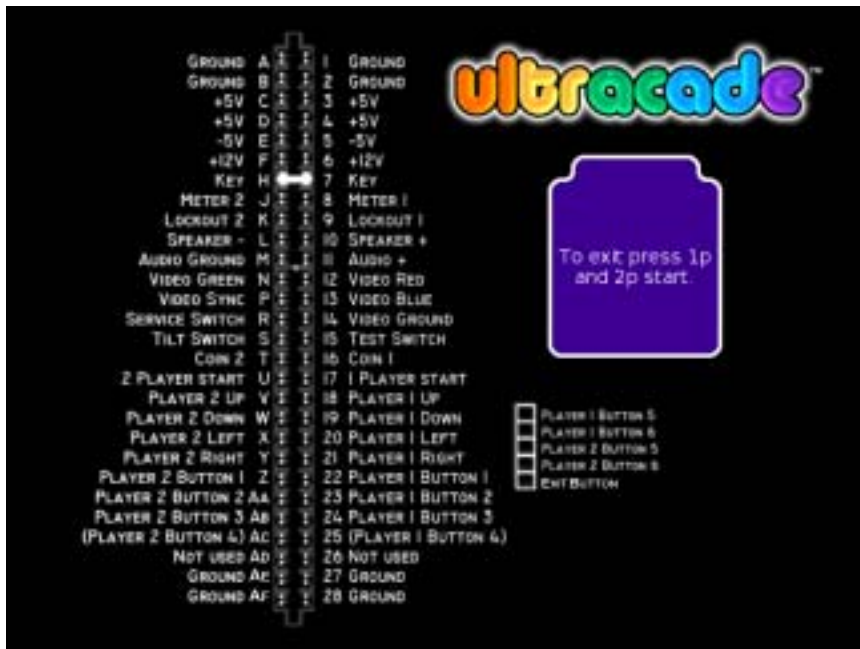 ultracade™
Ground A 1 Ground
Ground B 2 Ground
+5V C 3 +5V
+5V D 4 +5V
-5V E 5 -5V
+12V F 6 +12V
Key H 7 Key
Meter 2 J 8 Meter 1
Lockout 2 K 9 Lockout 1
Speaker - L 10 Speaker +
Audio Ground M 11 Audio +
Video Green N 12 Video Red
Video Sync P 13 Video Blue
Service Switch R 14 Video Ground
Tilt Switch S 15 Test Switch
Coin 2 T 16 Coin 1
2 Player start U 17 1 Player start
Player 2 Up V 18 Player 1 Up
Player 2 Down W 19 Player 1 Down
Player 2 Left X 20 Player 1 Left
Player 2 Right Y 21 Player 1 Right
Player 2 Button 1 Z 22 Player 1 Button 1
Player 2 Button 2 Aa 23 Player 1 Button 2
Player 2 Button 3 Ab 24 Player 1 Button 3
(Player 2 Button 4) Ac 25 (Player 1 Button 4)
Not used Ad 26 Not used
Ground Ae 27 Ground
Ground Af 28 Ground
To exit press 1p
and 2p start.
Player 1 Button 5
Player 1 Button 6
Player 2 Button 5
Player 2 Button 6
Exit Button